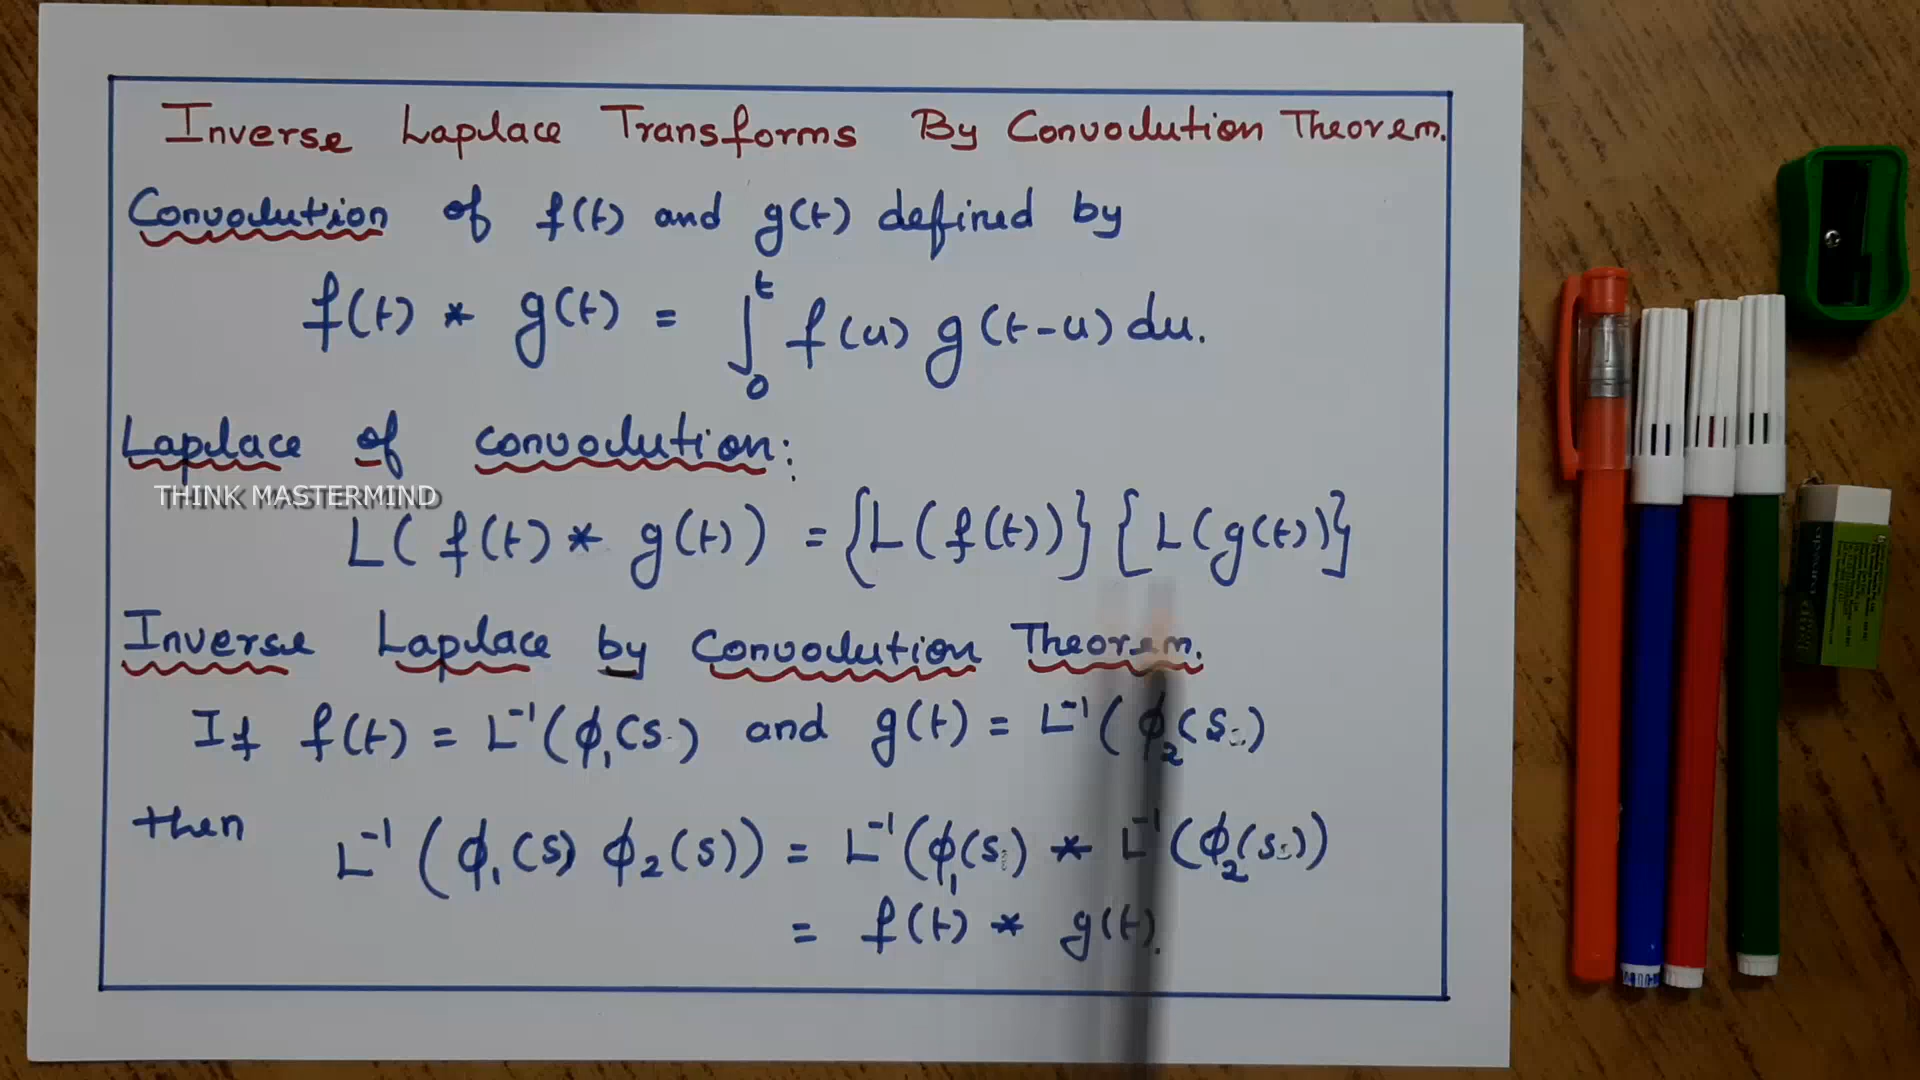 Inverse Laplace Transforms By Convolution Theorem.
Convolution of f(t) and g(t) defined by
f(t) * g(t) = ∫₀ᵗ f(u) g(t-u) du.
Laplace of convolution:
THINK MASTERMIND
L( f(t) * g(t) ) = {L(f(t))} {L(g(t))}
Inverse Laplace by Convolution Theorem.
If f(t) = L⁻¹(ϕ₁(s) and g(t) = L⁻¹(ϕ₂(s)
then
L⁻¹(ϕ₁(s) ϕ₂(s)) = L⁻¹(ϕ₁(s) * L⁻¹(ϕ₂(s))
= f(t) * g(t).